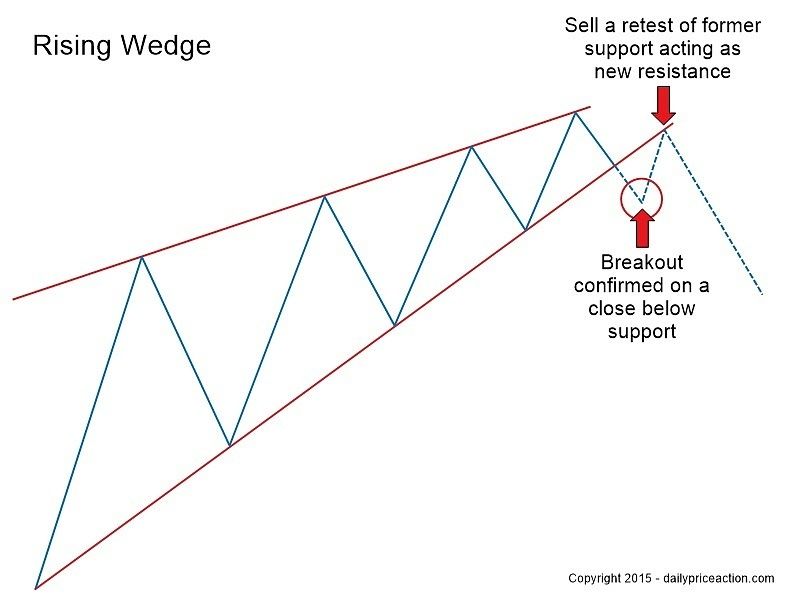 Rising Wedge
Sell a retest of former
support acting as
new resistance
Breakout
confirmed on a
close below
support
Copyright 2015 - dailypriceaction.com